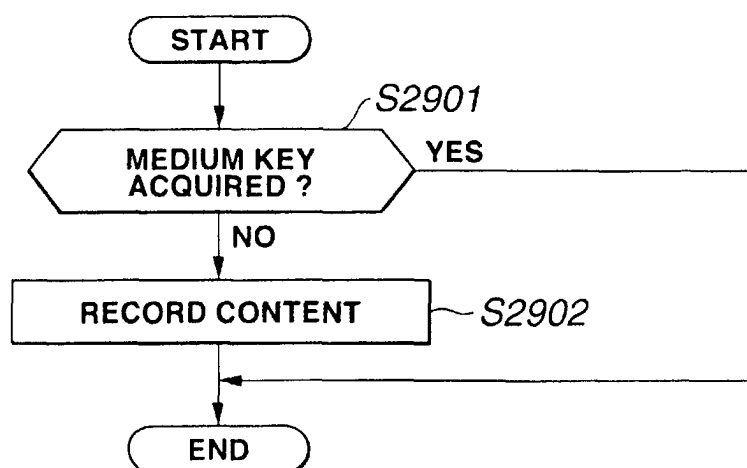 START
S2901
MEDIUM KEY
ACQUIRED ?
YES
NO
RECORD CONTENT
S2902
END